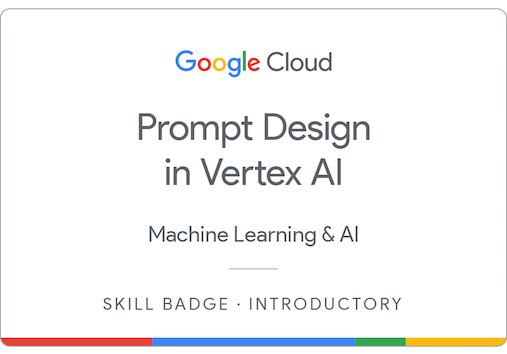 Google Cloud
Prompt Design
in Vertex AI
Machine Learning & AI
SKILL BADGE · INTRODUCTORY